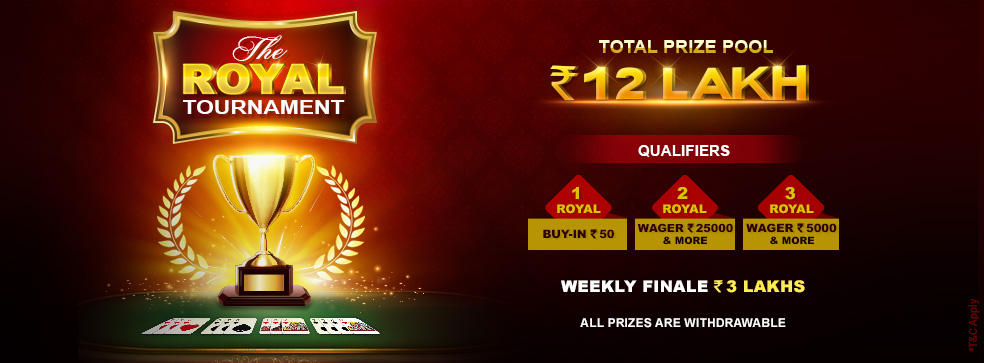 The
ROYAL
TOURNAMENT
TOTAL PRIZE POOL
₹12 LAKH
QUALIFIERS
1
ROYAL
BUY-IN ₹50
2
ROYAL
WAGER ₹25000
& MORE
3
ROYAL
WAGER ₹5000
& MORE
WEEKLY FINALE ₹3 LAKHS
ALL PRIZES ARE WITHDRAWABLE
*T&C Apply